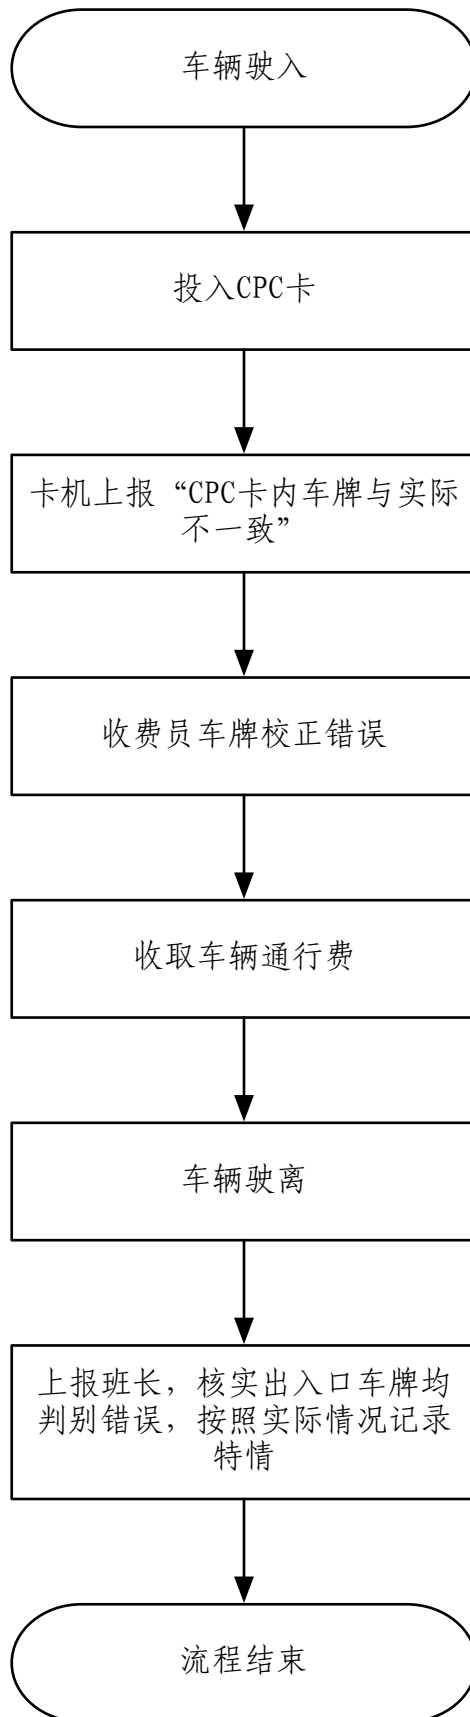 车辆驶入
投入CPC卡
卡机上报“CPC卡内车牌与实际
不一致”
收费员车牌校正错误
收取车辆通行费
车辆驶离
上报班长，核实出入口车牌均
判别错误，按照实际情况记录
特情
流程结束